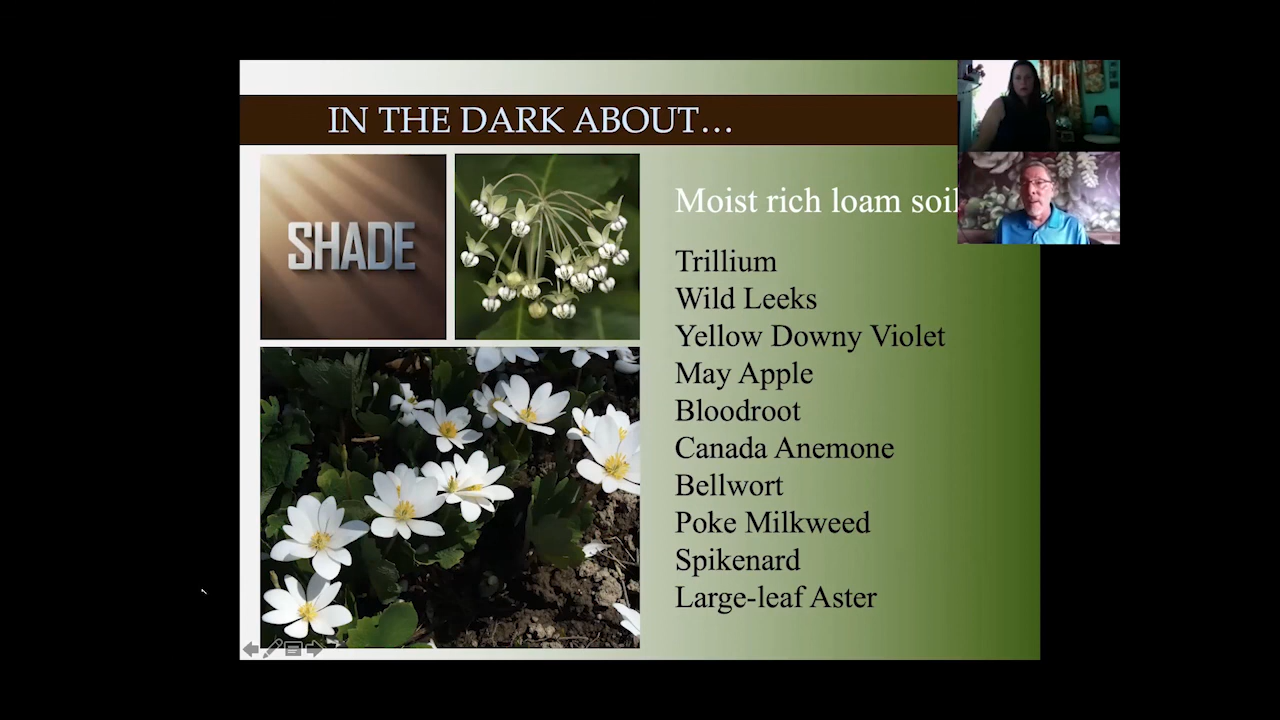 IN THE DARK ABOUT…
SHADE
Moist rich loam soil
Trillium
Wild Leeks
Yellow Downy Violet
May Apple
Bloodroot
Canada Anemone
Bellwort
Poke Milkweed
Spikenard
Large-leaf Aster